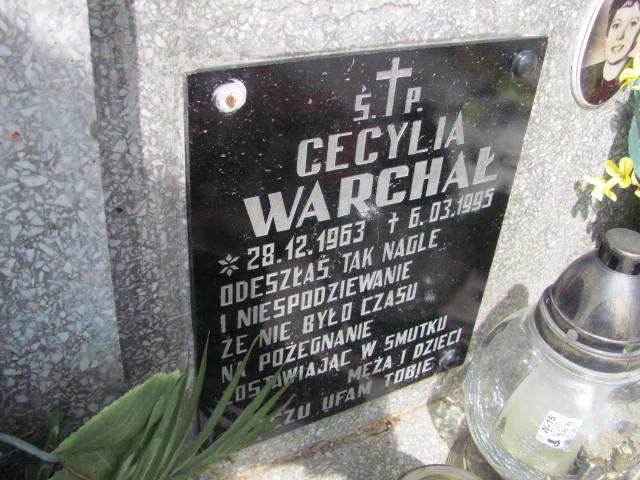 Ś. P.
CECYLIA
WARCHAŁ
* 28.12.1963 + 6.03.1995
ODESZŁAŚ TAK NAGLE
I NIESPODZIEWANIE
ŻE NIE BYŁO CZASU
NA POŻEGNANIE
W SMUTKU
MĘŻA I DZIECI
UFAM TOBIE